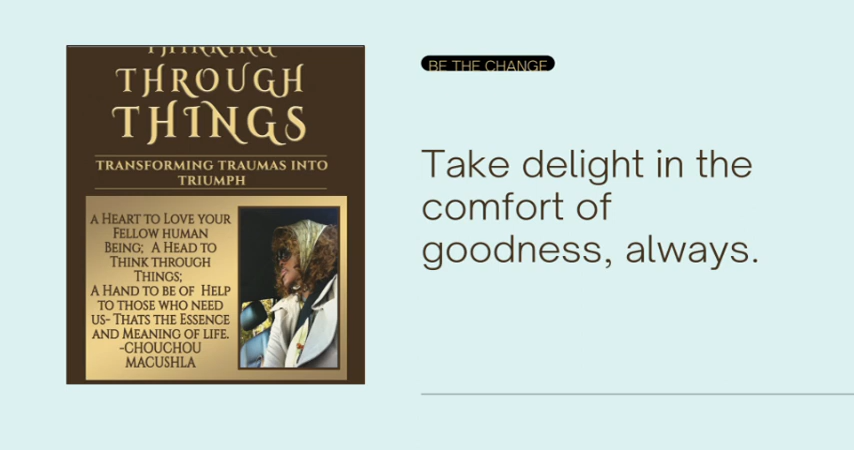 THINKING
THROUGH
THINGS
TRANSFORMING TRAUMAS INTO
TRIUMPH
A HEART TO LOVE YOUR
FELLOW HUMAN
BEING; A HEAD TO
THINK THROUGH
THINGS;
A HAND TO BE OF HELP
TO THOSE WHO NEED
US- THATS THE ESSENCE
AND MEANING OF LIFE.
-CHOUCHOU
MACUSHLA
BE THE CHANGE
Take delight in the
comfort of
goodness, always.